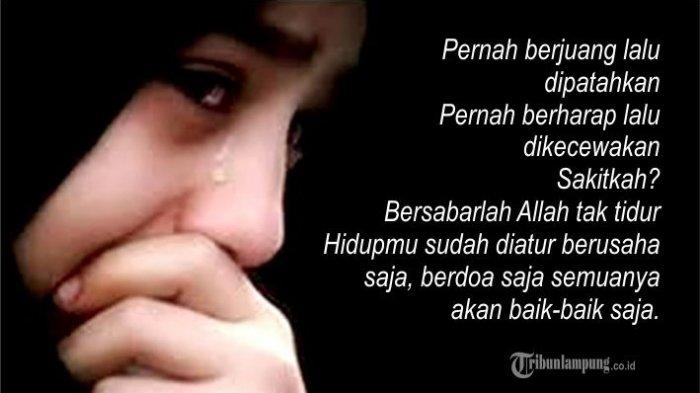 Pernah berjuang lalu
dipatahkan
Pernah berharap lalu
dikecewakan
Sakitkah?
Bersabarlah Allah tak tidur
Hidupmu sudah diatur berusaha
saja, berdoa saja semuanya
akan baik-baik saja.
Tribunlampung.co.id